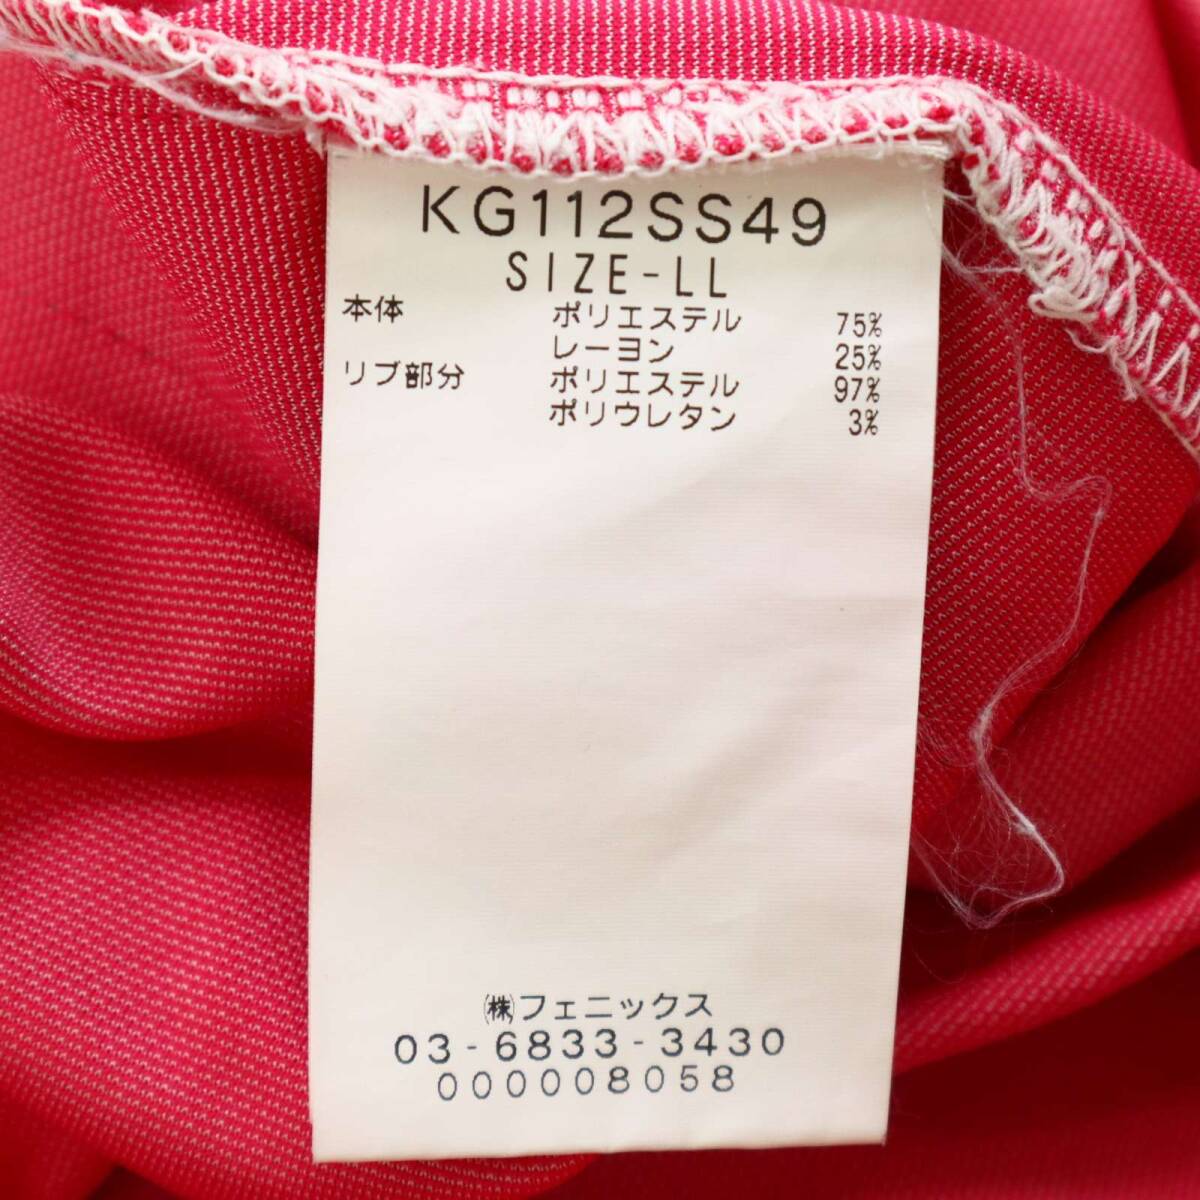 KG112SS49
SIZE-LL
本体 ポリエステル 75%
レーヨン 25%
リブ部分 ポリエステル 97%
ポリウレタン 3%
㈱フェニックス
03-6833-3430
000008058